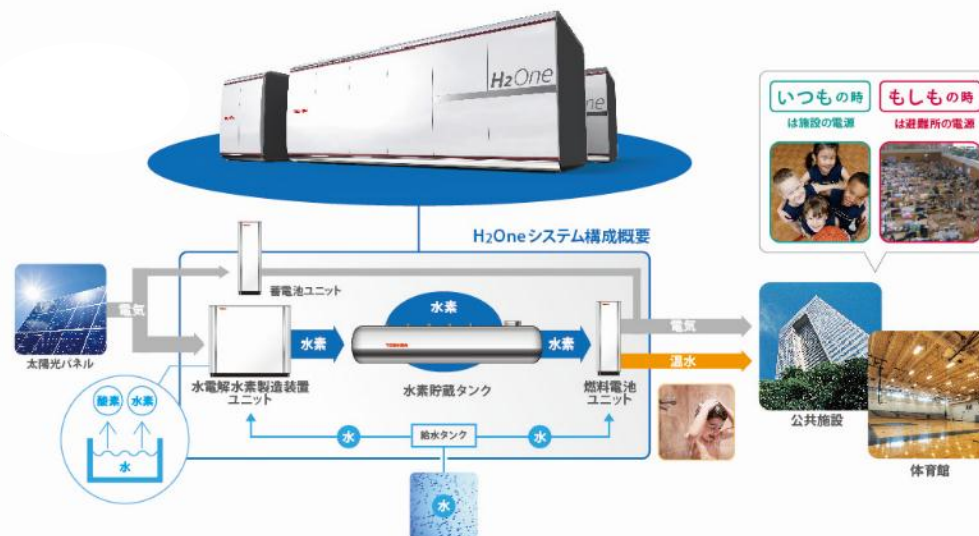 H2One
One
いつもの時
は施設の電源
もしもの時
は避難所の電源
H2Oneシステム構成概要
太陽光パネル
電気
蓄電池ユニット
水電解水素製造装置
ユニット
水素
水素
TOSHIBA
水素貯蔵タンク
水素
燃料電池
ユニット
電気
温水
酸素
水素
水
水
給水タンク
水
水
公共施設
体育館